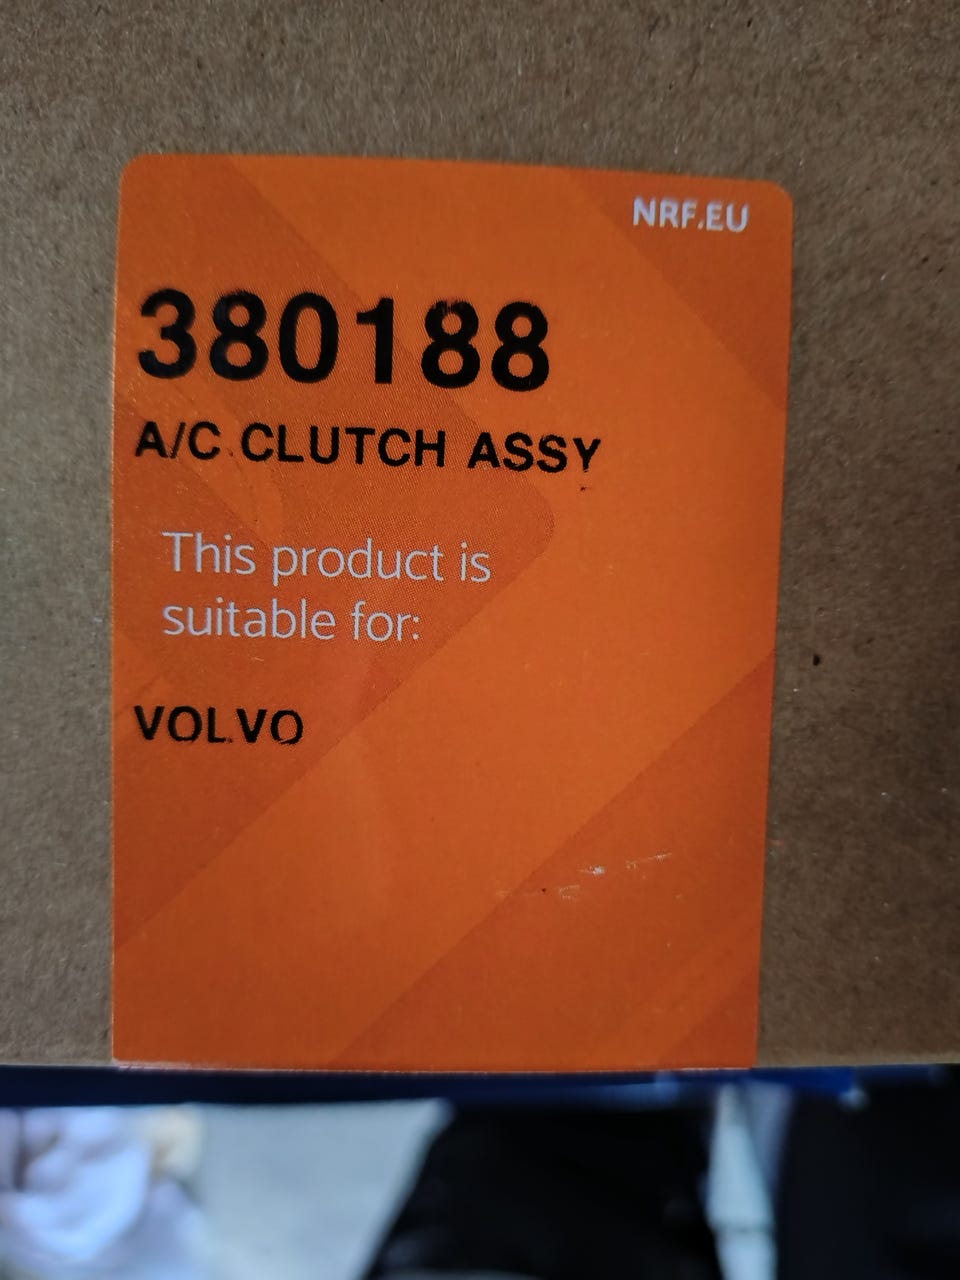 NRF.EU
380188
A/C CLUTCH ASSY
This product is
suitable for:
VOLVO